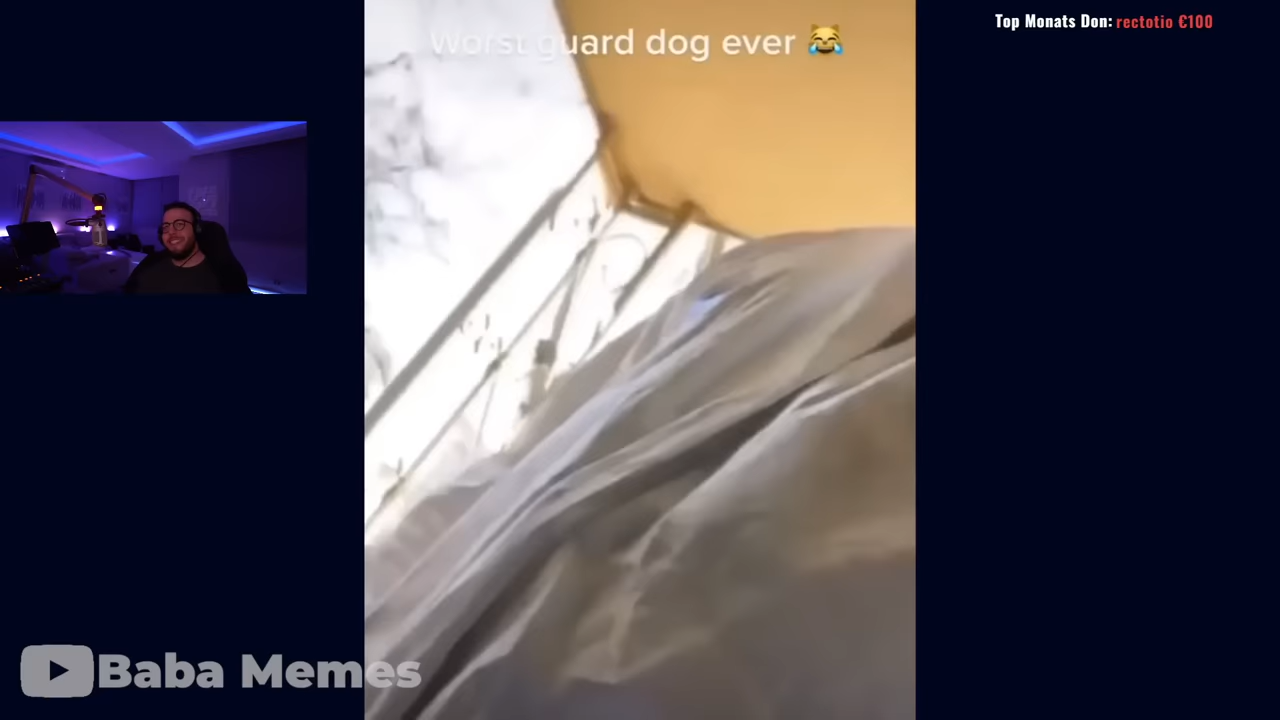 Top Monats Don: rectotio €100
Worst guard dog ever 😹
Baba Memes